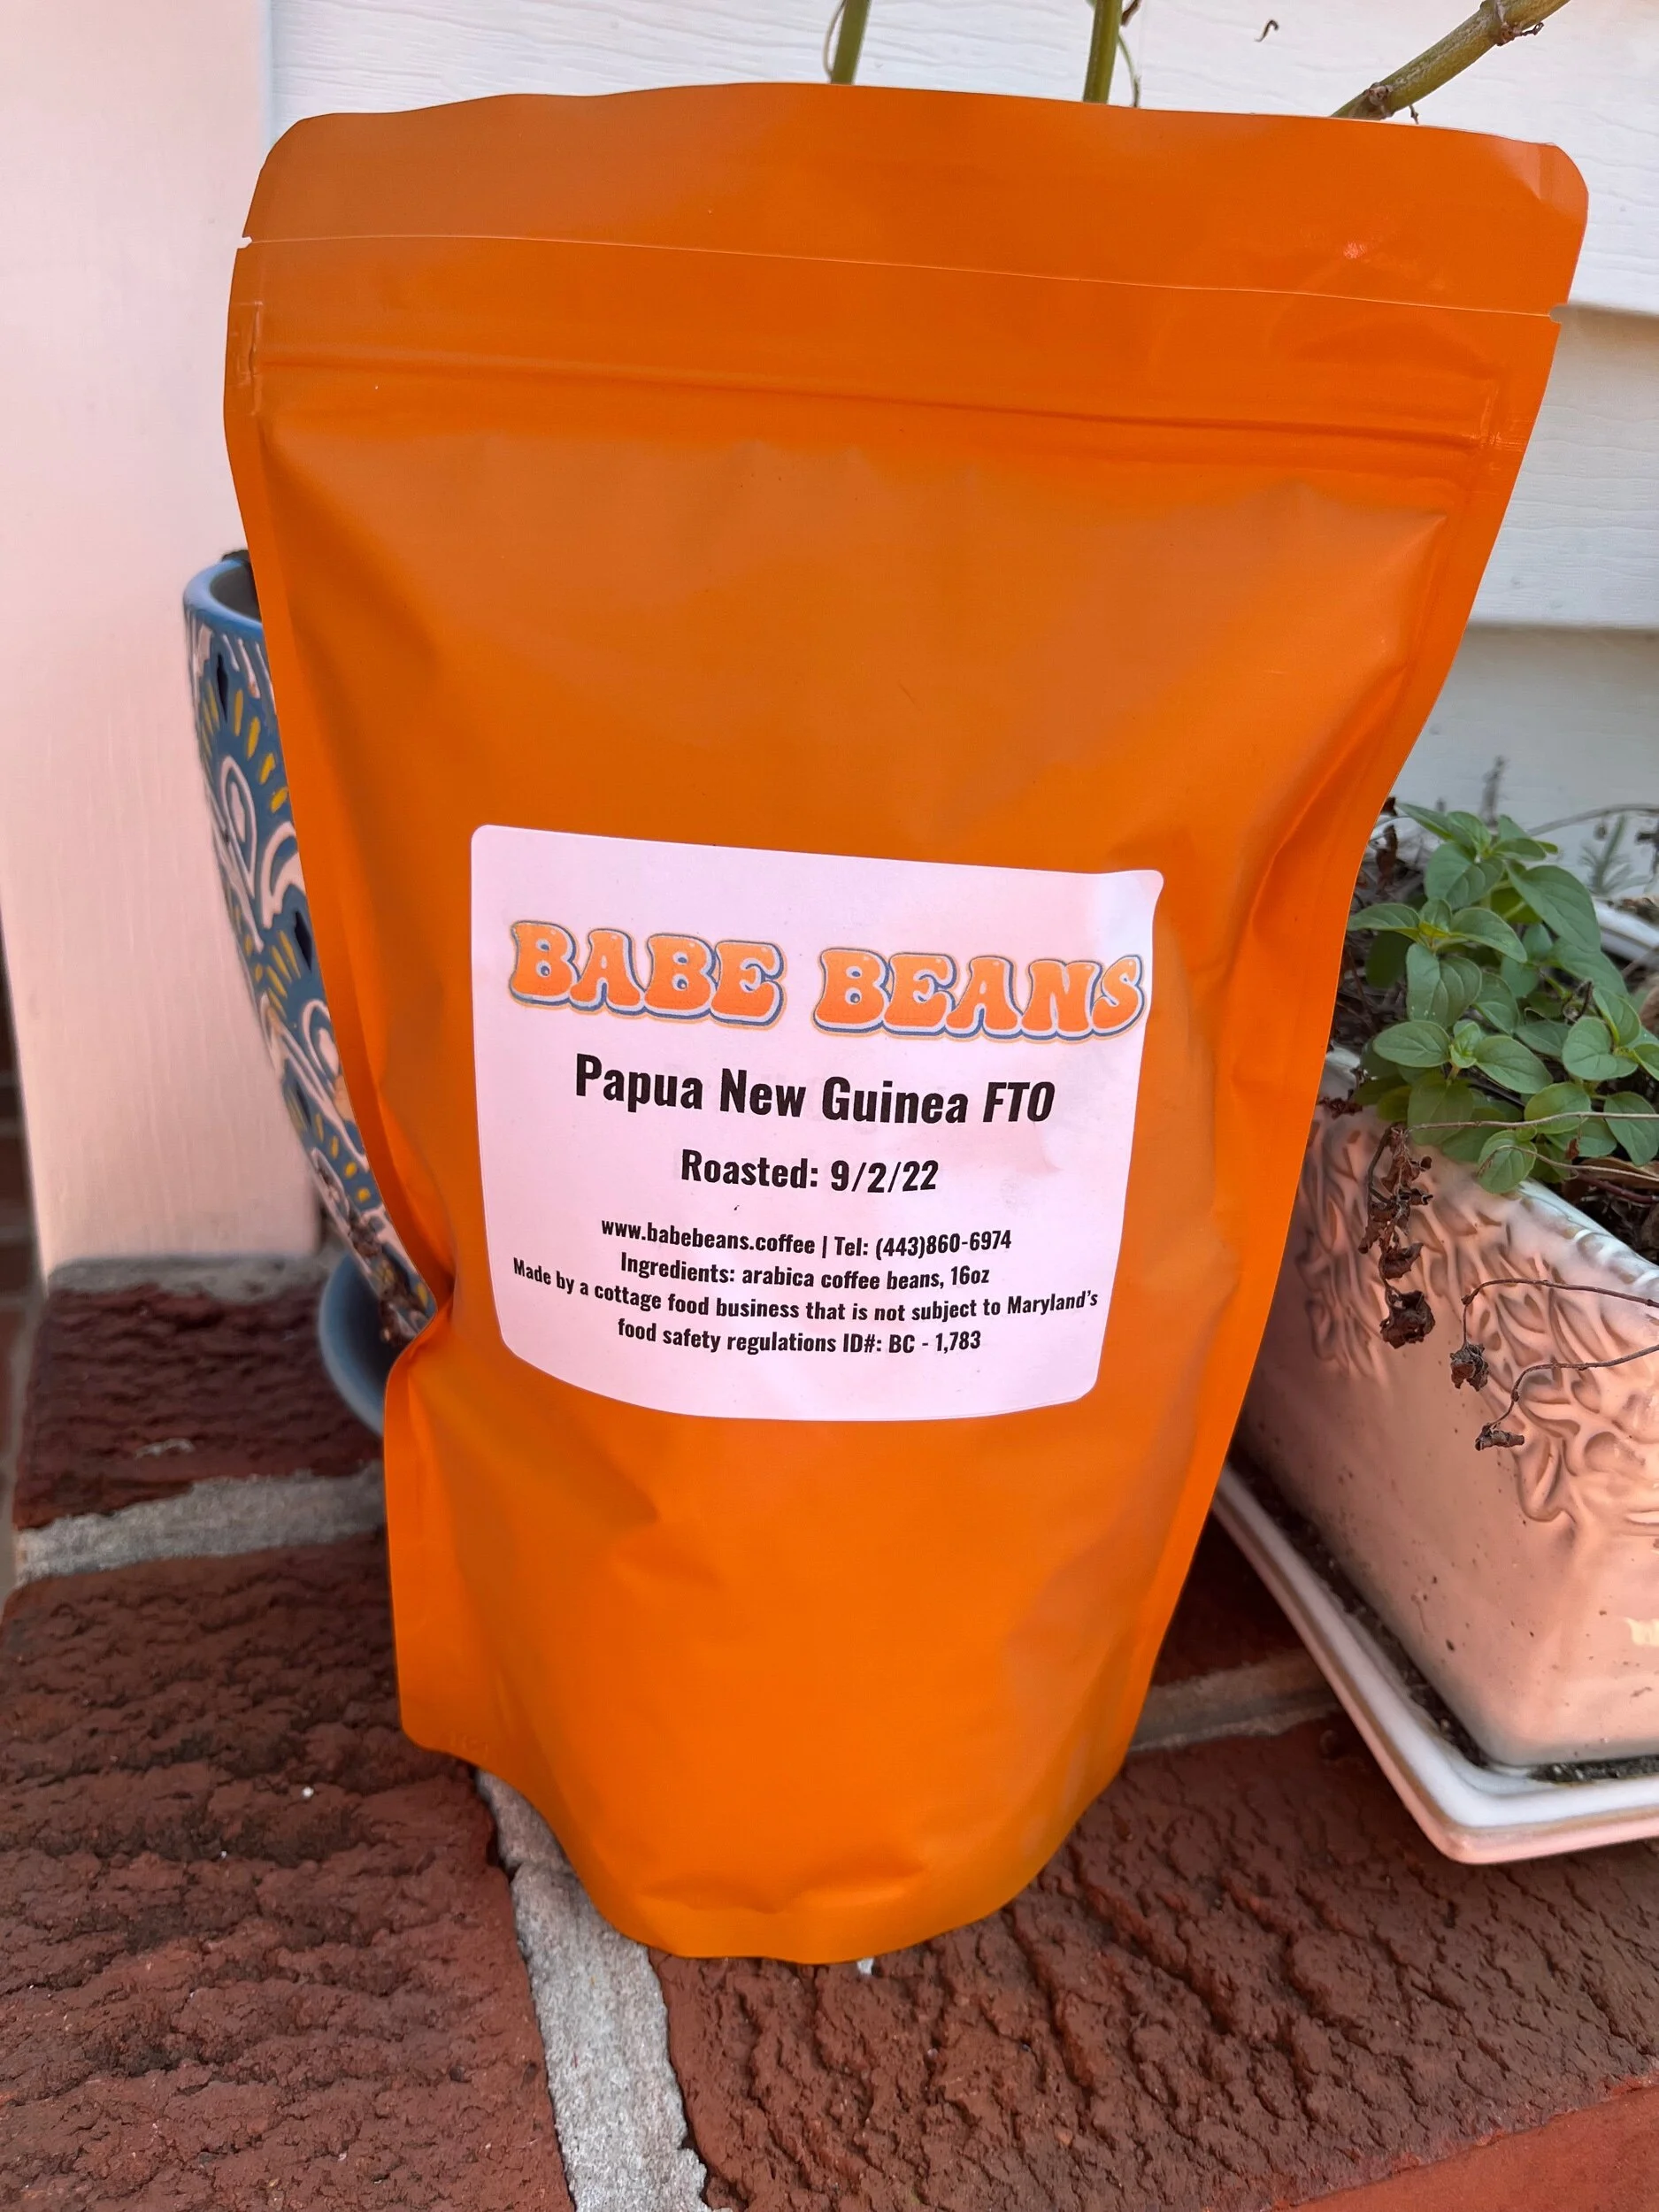 BABE BEANS
Papua New Guinea FTO
Roasted: 9/2/22
www.babebeans.coffee | Tel: (443)860-6974
Ingredients: arabica coffee beans, 16oz
Made by a cottage food business that is not subject to Maryland's
food safety regulations ID#: BC - 1,783